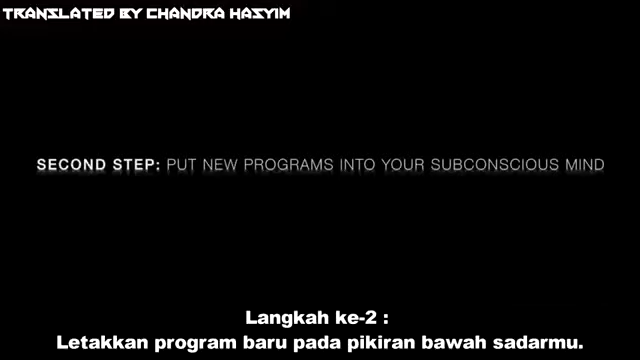 TRANSLATED BY CHANDRA HASYIM
SECOND STEP: PUT NEW PROGRAMS INTO YOUR SUBCONSCIOUS MIND
Langkah ke-2 :
Letakkan program baru pada pikiran bawah sadarmu.